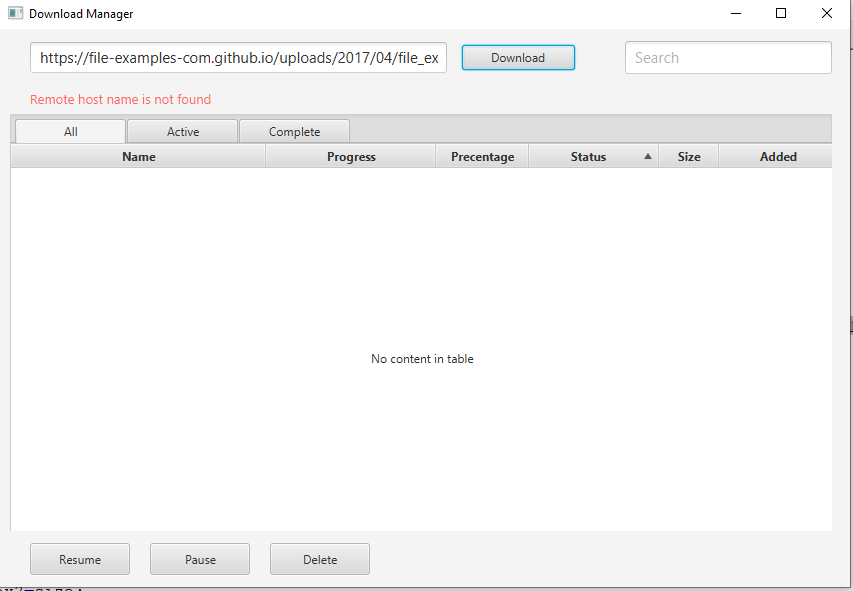 Download Manager
https://file-examples-com.github.io/uploads/2017/04/file_ex Download Search
Remote host name is not found
All Active Complete
Name Progress Precentage Status Size Added
No content in table
Resume Pause Delete